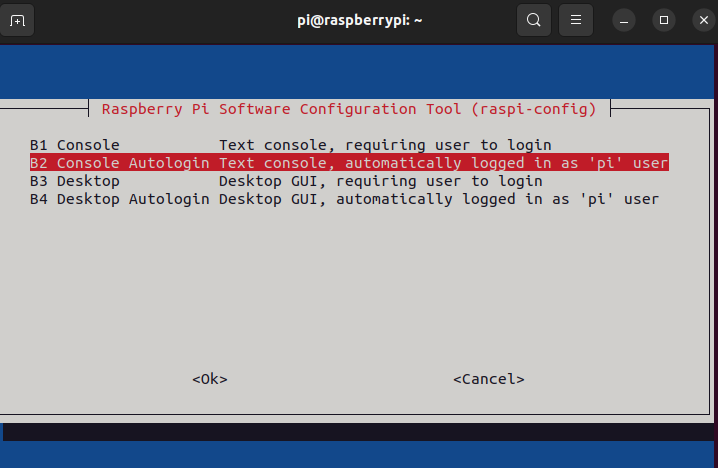 pi@raspberrypi: ~
Raspberry Pi Software Configuration Tool (raspi-config)
B1 Console Text console, requiring user to login
B2 Console Autologin Text console, automatically logged in as 'pi' user
B3 Desktop Desktop GUI, requiring user to login
B4 Desktop Autologin Desktop GUI, automatically logged in as 'pi' user
<Ok> <Cancel>